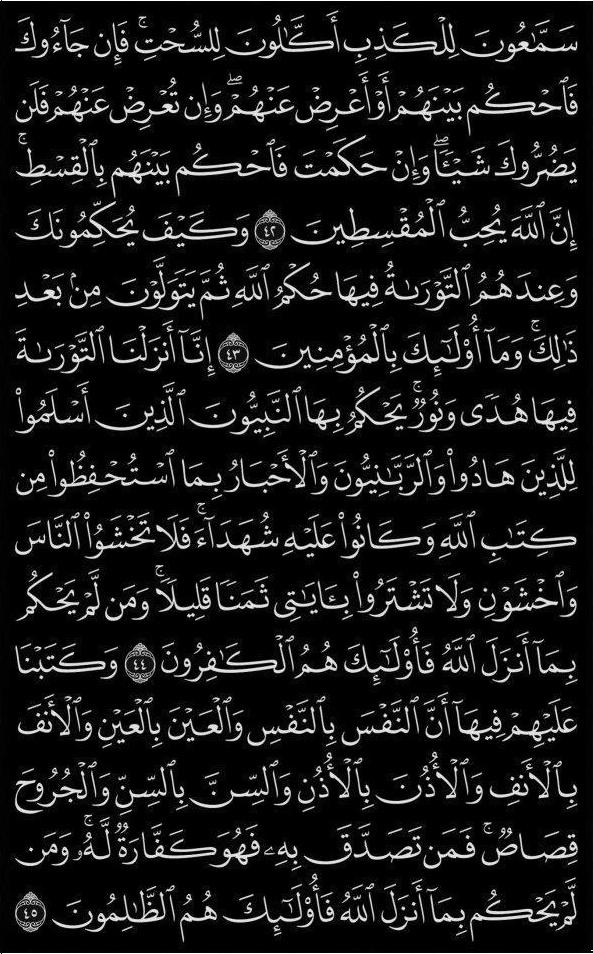 سَمَّٰعُونَ لِلْكَذِبِ أَكَّٰلُونَ لِلسُّحْتِ ۚ فَإِن جَآءُوكَ
فَٱحْكُم بَيْنَهُمْ أَوْ أَعْرِضْ عَنْهُمْ ۖ وَإِن تُعْرِضْ عَنْهُمْ فَلَن
يَضُرُّوكَ شَيْـًٔا ۖ وَإِنْ حَكَمْتَ فَٱحْكُم بَيْنَهُم بِٱلْقِسْطِ ۚ
إِنَّ ٱللَّهَ يُحِبُّ ٱلْمُقْسِطِينَ ٤٢ وَكَيْفَ يُحَكِّمُونَكَ
وَعِندَهُمُ ٱلتَّوْرَىٰةُ فِيهَا حُكْمُ ٱللَّهِ ثُمَّ يَتَوَلَّوْنَ مِنۢ بَعْدِ
ذَٰلِكَ ۚ وَمَآ أُو۟لَٰٓئِكَ بِٱلْمُؤْمِنِينَ ٤٣ إِنَّآ أَنزَلْنَا ٱلتَّوْرَىٰةَ
فِيهَا هُدًى وَنُورٌ ۚ يَحْكُمُ بِهَا ٱلنَّبِيُّونَ ٱلَّذِينَ أَسْلَمُوا۟
لِلَّذِينَ هَادُوا۟ وَٱلرَّبَّٰنِيُّونَ وَٱلْأَحْبَارُ بِمَا ٱسْتُحْفِظُوا۟ مِن
كِتَٰبِ ٱللَّهِ وَكَانُوا۟ عَلَيْهِ شُهَدَآءَ ۚ فَلَا تَخْشَوُا۟ ٱلنَّاسَ
وَٱخْشَوْنِ وَلَا تَشْتَرُوا۟ بِـَٔايَٰتِى ثَمَنًا قَلِيلًا ۚ وَمَن لَّمْ يَحْكُم
بِمَآ أَنزَلَ ٱللَّهُ فَأُو۟لَٰٓئِكَ هُمُ ٱلْكَٰفِرُونَ ٤٤ وَكَتَبْنَا
عَلَيْهِمْ فِيهَآ أَنَّ ٱلنَّفْسَ بِٱلنَّفْسِ وَٱلْعَيْنَ بِٱلْعَيْنِ وَٱلْأَنفَ
بِٱلْأَنفِ وَٱلْأُذُنَ بِٱلْأُذُنِ وَٱلسِّنَّ بِٱلسِّنِّ وَٱلْجُرُوحَ
قِصَاصٌ ۚ فَمَن تَصَدَّقَ بِهِۦ فَهُوَ كَفَّارَةٌ لَّهُۥ ۚ وَمَن
لَّمْ يَحْكُم بِمَآ أَنزَلَ ٱللَّهُ فَأُو۟لَٰٓئِكَ هُمُ ٱلظَّٰلِمُونَ ٤٥